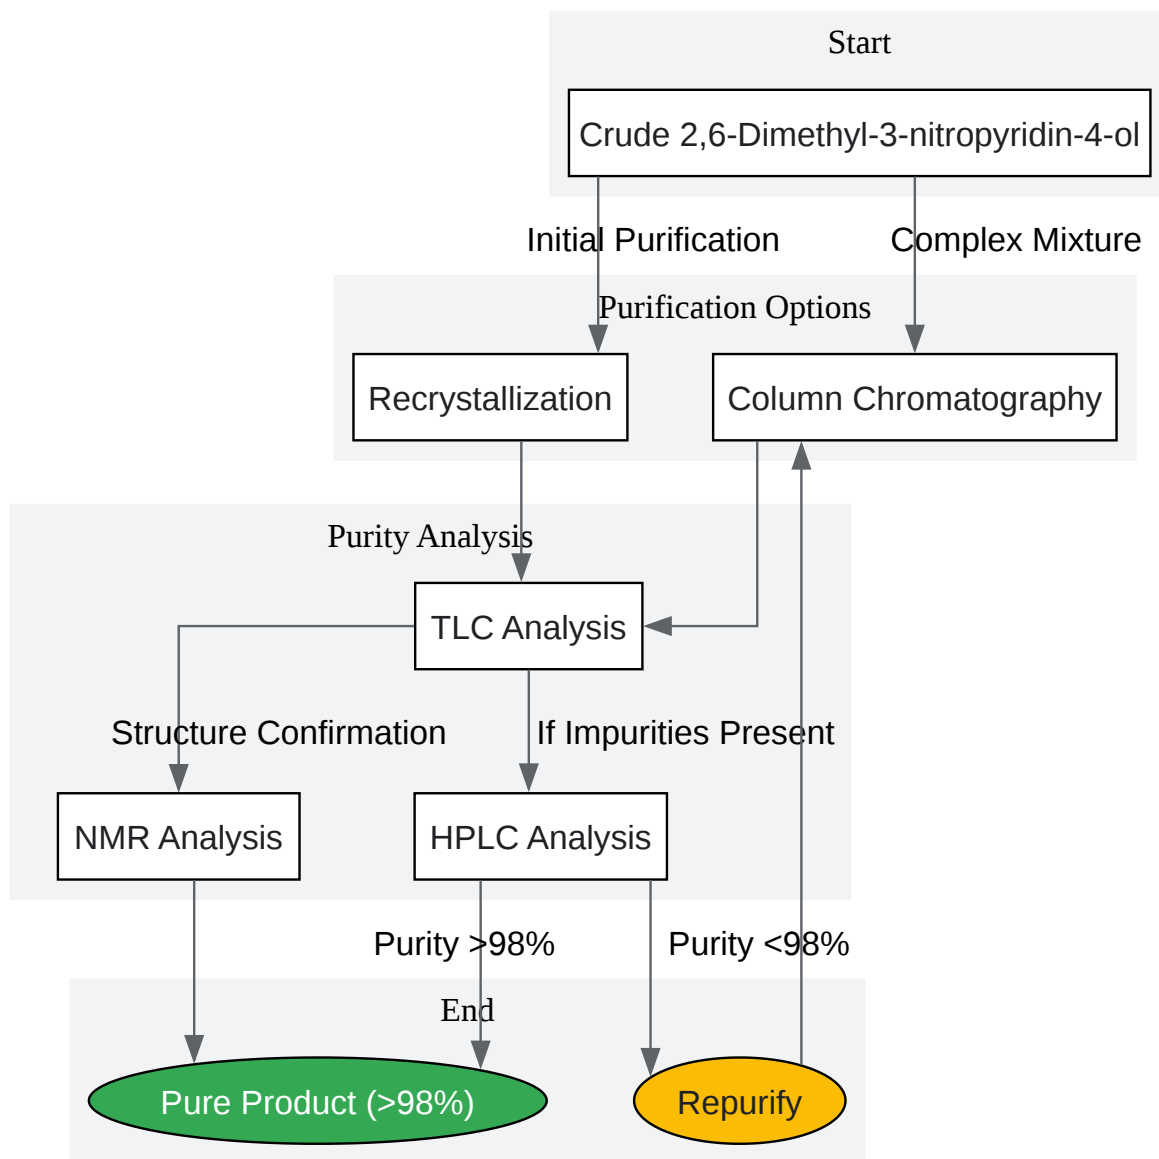 Start
Crude 2,6-Dimethyl-3-nitropyridin-4-ol
Initial Purification
Complex Mixture
Purification Options
Recrystallization
Column Chromatography
Purity Analysis
TLC Analysis
Structure Confirmation
If Impurities Present
NMR Analysis
HPLC Analysis
Purity >98%
Purity <98%
End
Pure Product (>98%)
Repurify